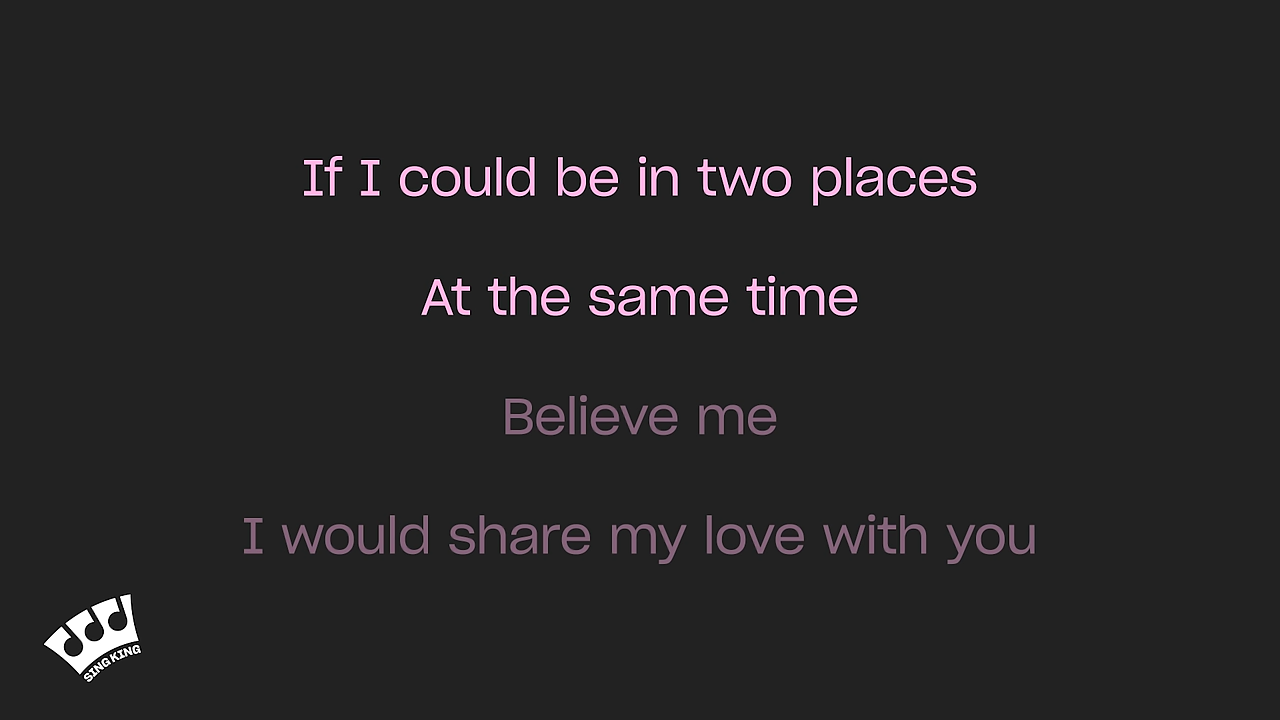 If I could be in two places
At the same time
Believe me
I would share my love with you
SING KING